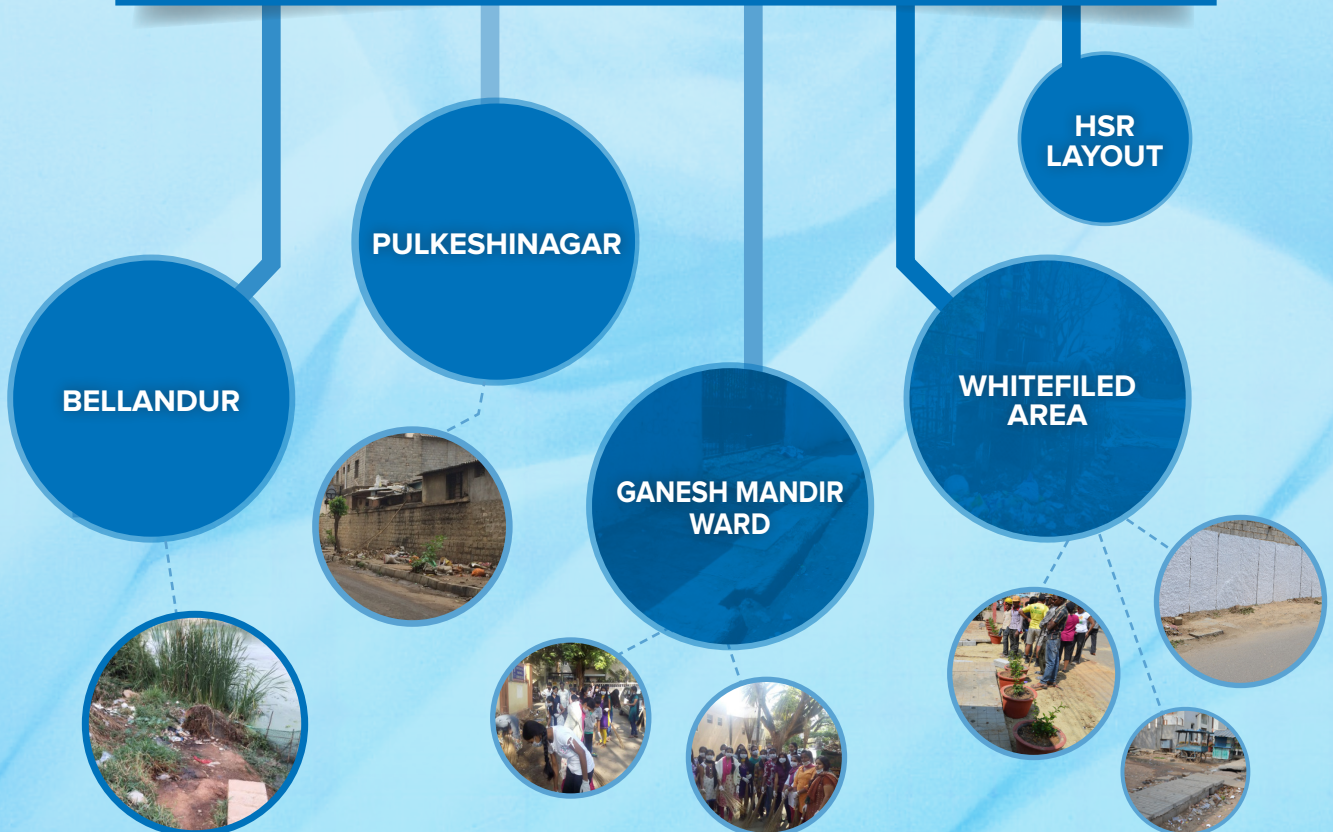 HSR
LAYOUT
PULKESHINAGAR
BELLANDUR
WHITEFILED
AREA
GANESH MANDIR
WARD